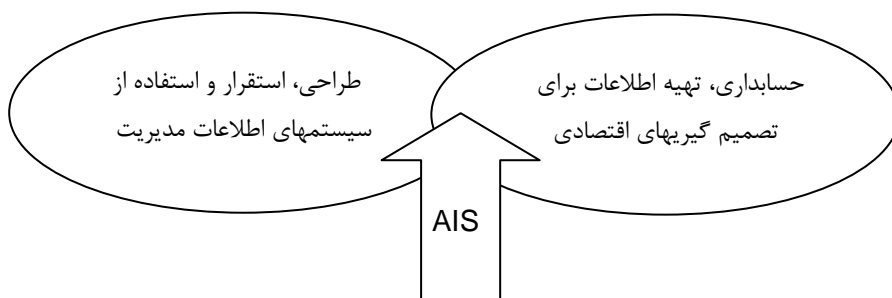 حسابداری، تهیه اطلاعات برای
تصمیم گیریهای اقتصادی
طراحی، استقرار و استفاده از
سیستمهای اطلاعات مدیریت
AIS